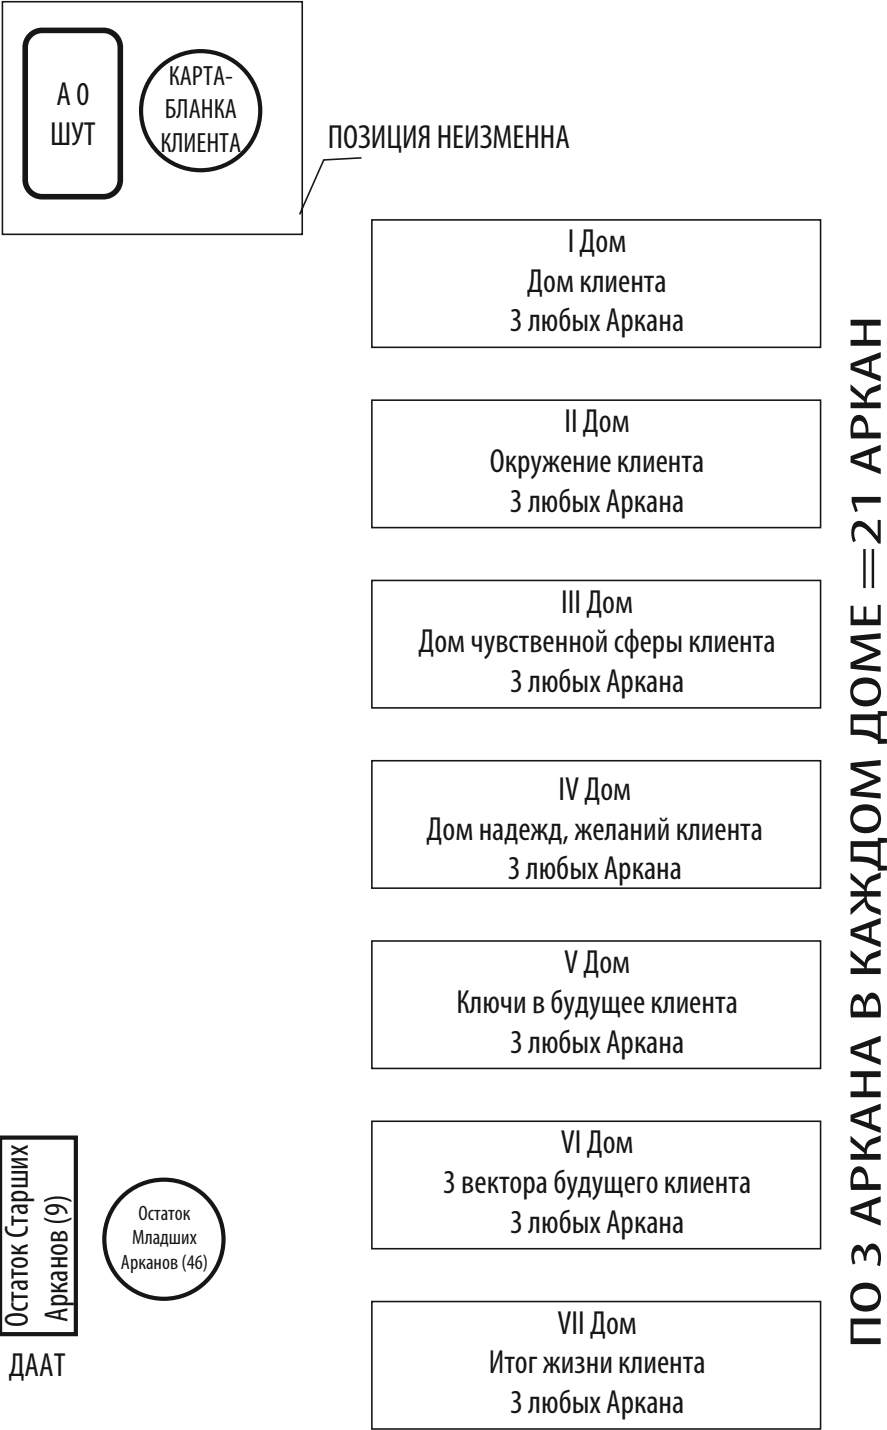 А 0
ШУТ
КАРТА-
БЛАНКА
КЛИЕНТА
ПОЗИЦИЯ НЕИЗМЕННА
I Дом
Дом клиента
3 любых Аркана
II Дом
Окружение клиента
3 любых Аркана
III Дом
Дом чувственной сферы клиента
3 любых Аркана
IV Дом
Дом надежд, желаний клиента
3 любых Аркана
V Дом
Ключи в будущее клиента
3 любых Аркана
VI Дом
3 вектора будущего клиента
3 любых Аркана
VII Дом
Итог жизни клиента
3 любых Аркана
ПО 3 АРКАНА В КАЖДОМ ДОМЕ =21 АРКАН
Остаток Старших
Арканов (9)
Остаток
Младших
Арканов (46)
ДААТ